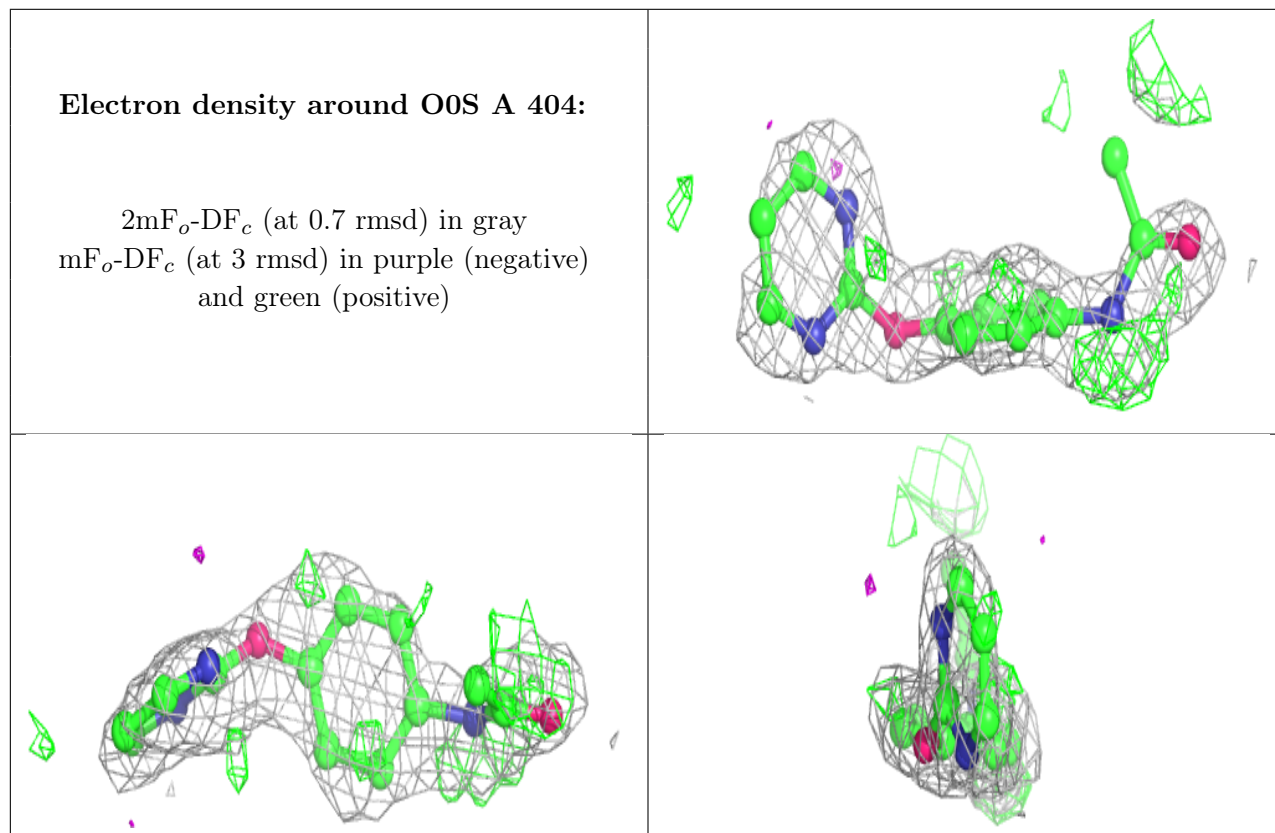 Electron density around O0S A 404:
2mFₒ-DF𝒸 (at 0.7 rmsd) in gray
mFₒ-DF𝒸 (at 3 rmsd) in purple (negative)
and green (positive)